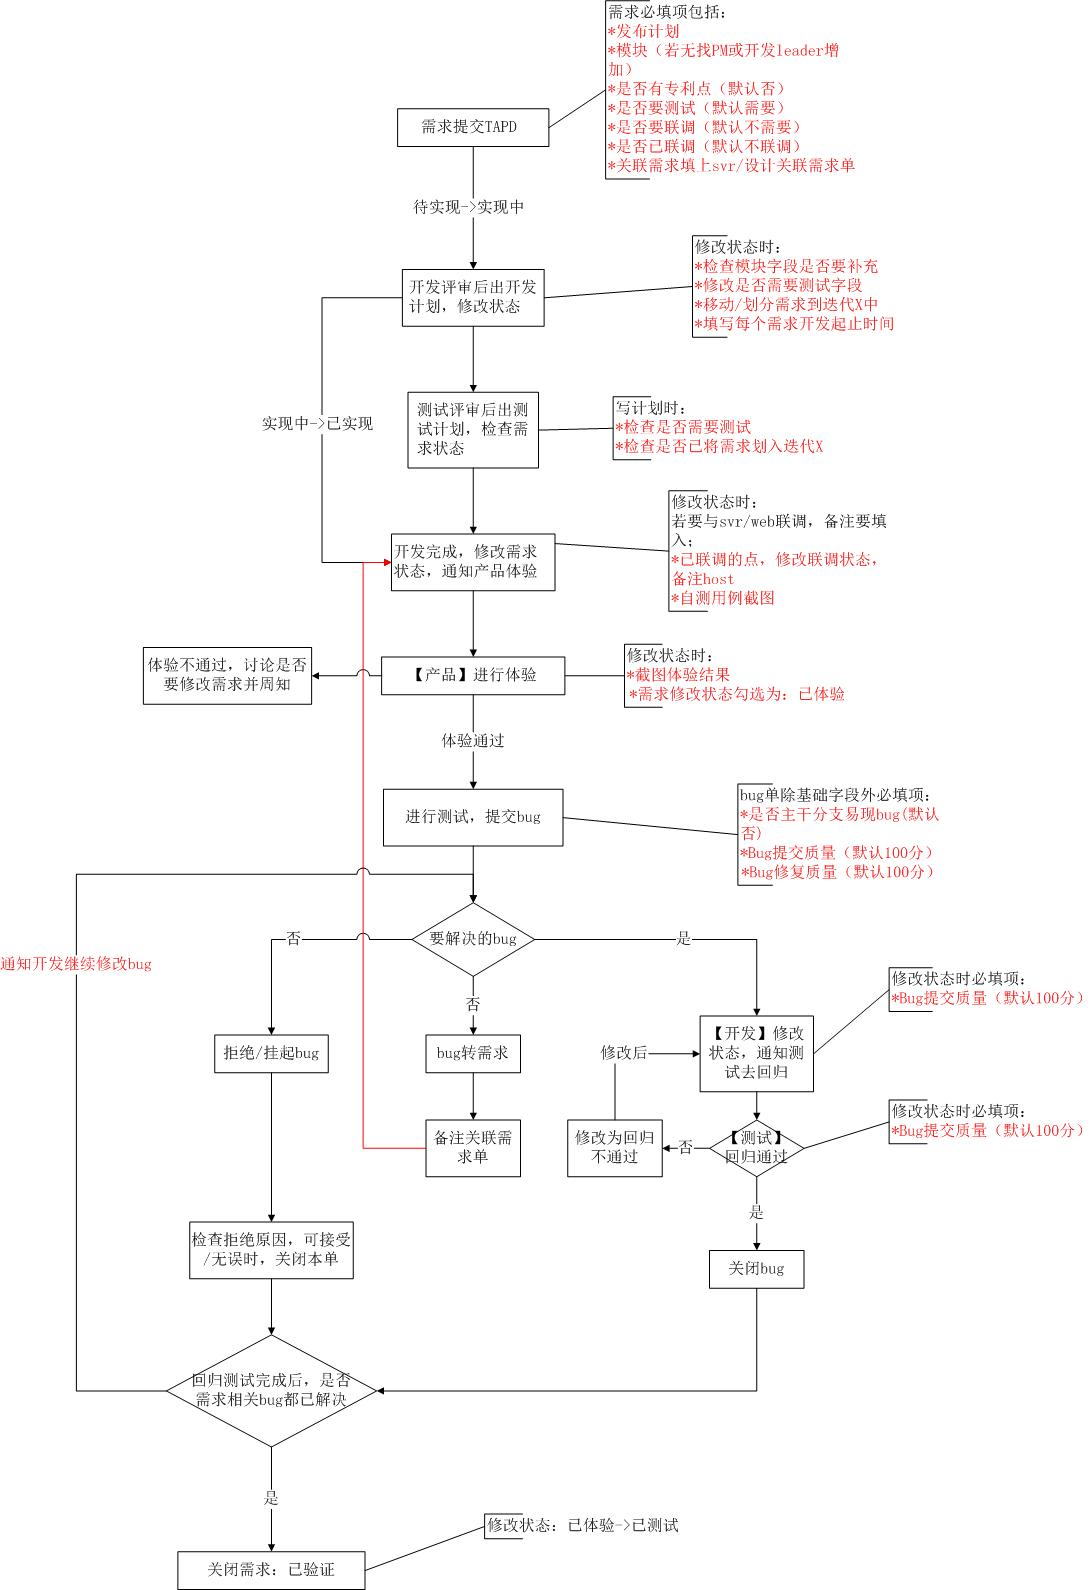 需求必填项包括：
*发布计划
*模块（若无找PM或开发leader增
加）
*是否有专利点（默认否）
*是否要测试（默认需要）
*是否要联调（默认不需要）
*是否已联调（默认不联调）
*关联需求填上svr/设计关联需求单
需求提交TAPD
待实现->实现中
修改状态时：
*检查模块字段是否要补充
*修改是否需要测试字段
*移动/划分需求到迭代X中
*填写每个需求开发起止时间
开发评审后出开发
计划，修改状态
实现中->已实现
测试评审后出测
试计划，检查需
求状态
写计划时：
*检查是否需要测试
*检查是否已将需求划入迭代X
修改状态时：
若要与svr/web联调，备注要填
入；
*已联调的点，修改联调状态，
备注host
*自测用例截图
开发完成，修改需求
状态，通知产品体验
体验不通过，讨论是否
要修改需求并周知
【产品】进行体验
修改状态时：
*截图体验结果
*需求修改状态勾选为：已体验
体验通过
进行测试，提交bug
bug单除基础字段外必填项：
*是否主干分支易现bug(默认
否)
*Bug提交质量（默认100分）
*Bug修复质量（默认100分）
要解决的bug
否
是
否
通知开发继续修改bug
修改状态时必填项：
*Bug提交质量（默认100分）
拒绝/挂起bug
bug转需求
修改后
【开发】修改
状态，通知测
试去回归
修改状态时必填项：
*Bug提交质量（默认100分）
备注关联需
求单
修改为回归
不通过
否
【测试】
回归通过
是
检查拒绝原因，可接受
/无误时，关闭本单
关闭bug
回归测试完成后，是否
需求相关bug都已解决
是
修改状态：已体验->已测试
关闭需求：已验证